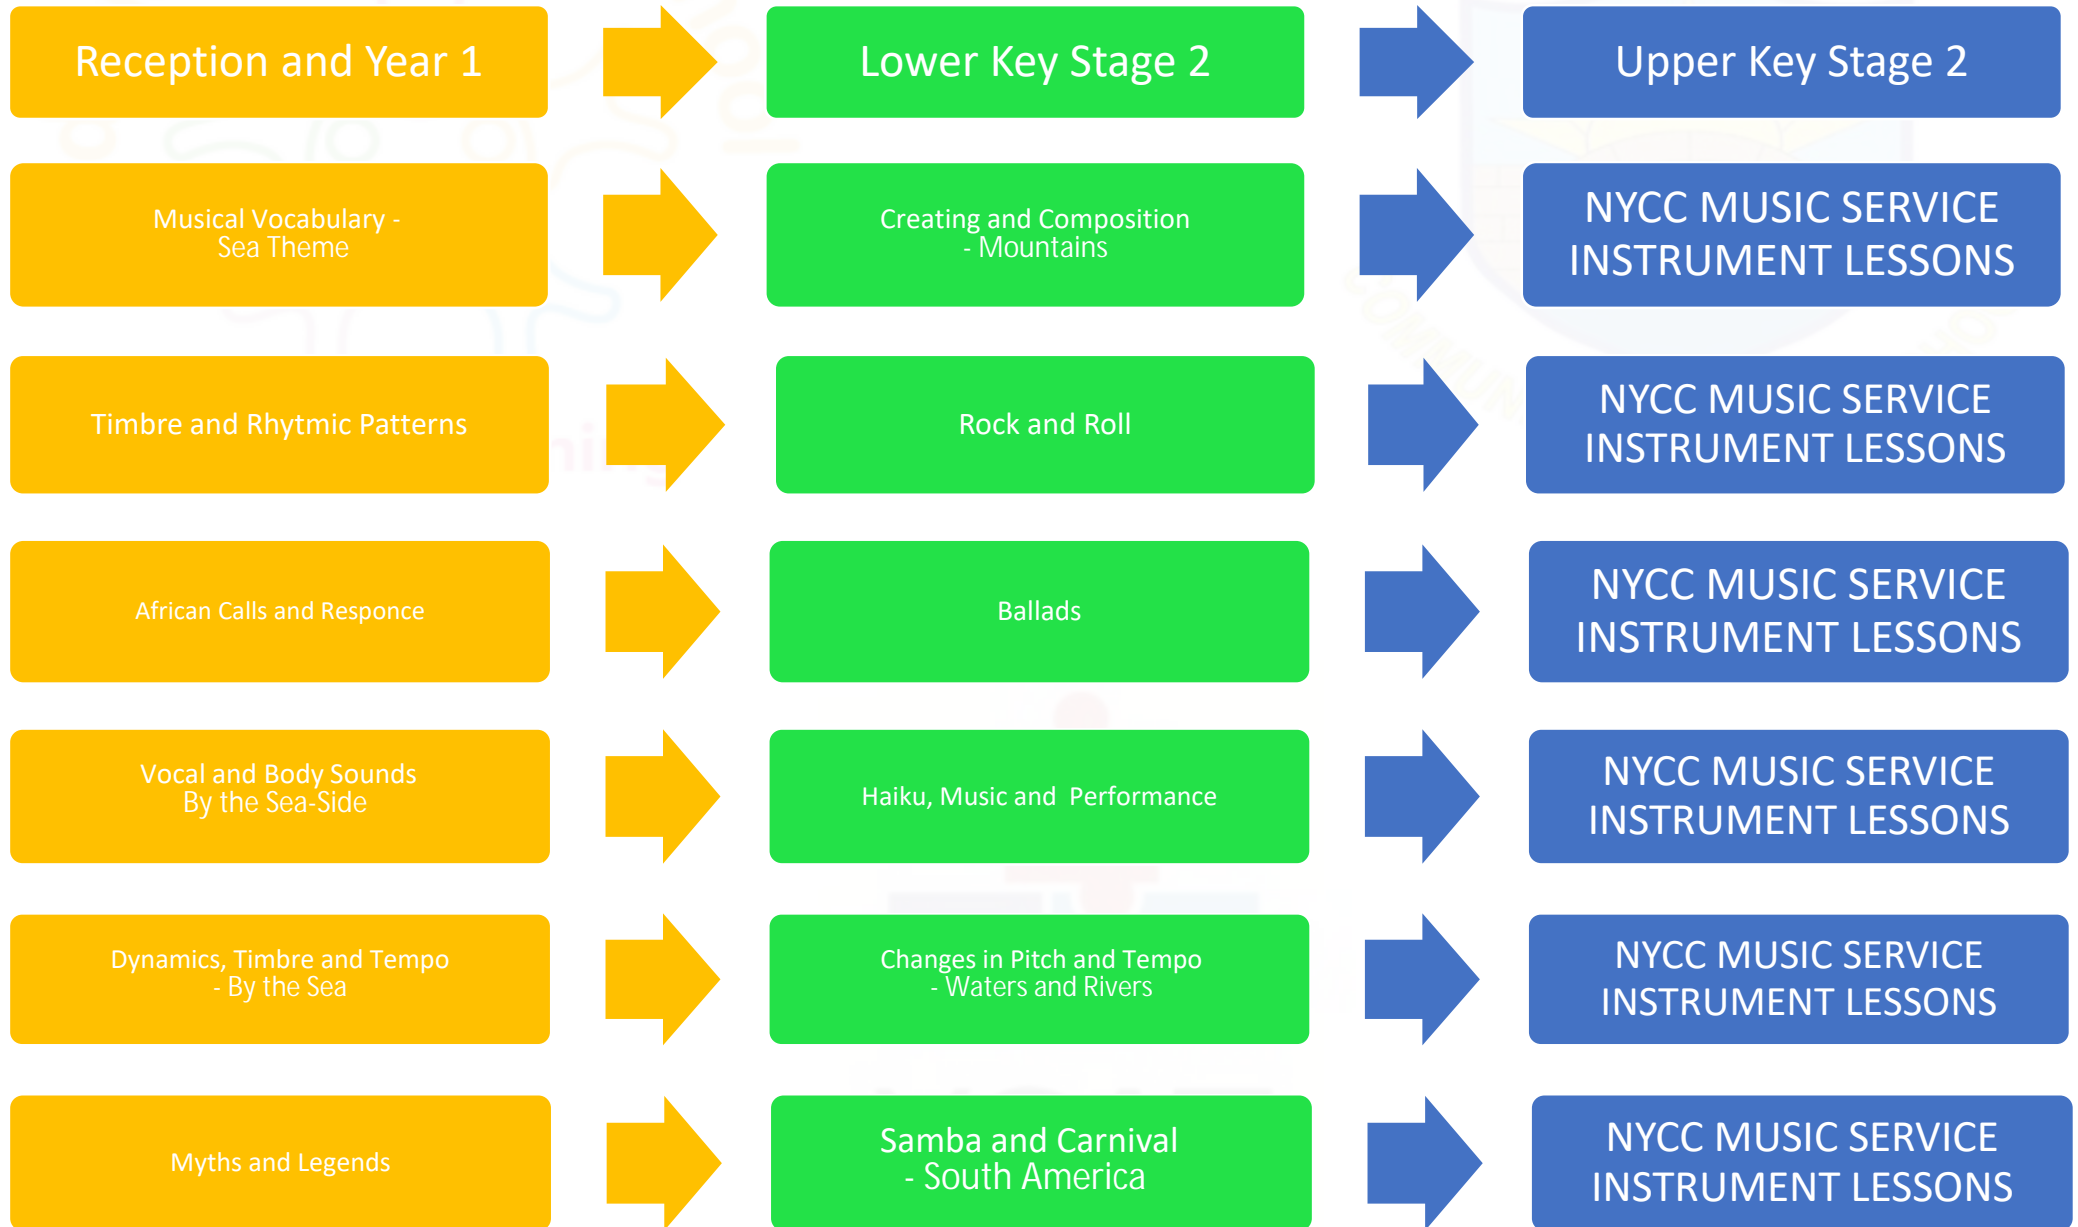 Reception and Year 1
Lower Key Stage 2
Upper Key Stage 2
Musical Vocabulary -
Sea Theme
Creating and Composition
- Mountains
NYCC MUSIC SERVICE
INSTRUMENT LESSONS
Timbre and Rhytmic Patterns
Rock and Roll
NYCC MUSIC SERVICE
INSTRUMENT LESSONS
African Calls and Responce
Ballads
NYCC MUSIC SERVICE
INSTRUMENT LESSONS
Vocal and Body Sounds
By the Sea-Side
Haiku, Music and Performance
NYCC MUSIC SERVICE
INSTRUMENT LESSONS
Dynamics, Timbre and Tempo
- By the Sea
Changes in Pitch and Tempo
- Waters and Rivers
NYCC MUSIC SERVICE
INSTRUMENT LESSONS
Myths and Legends
Samba and Carnival
- South America
NYCC MUSIC SERVICE
INSTRUMENT LESSONS